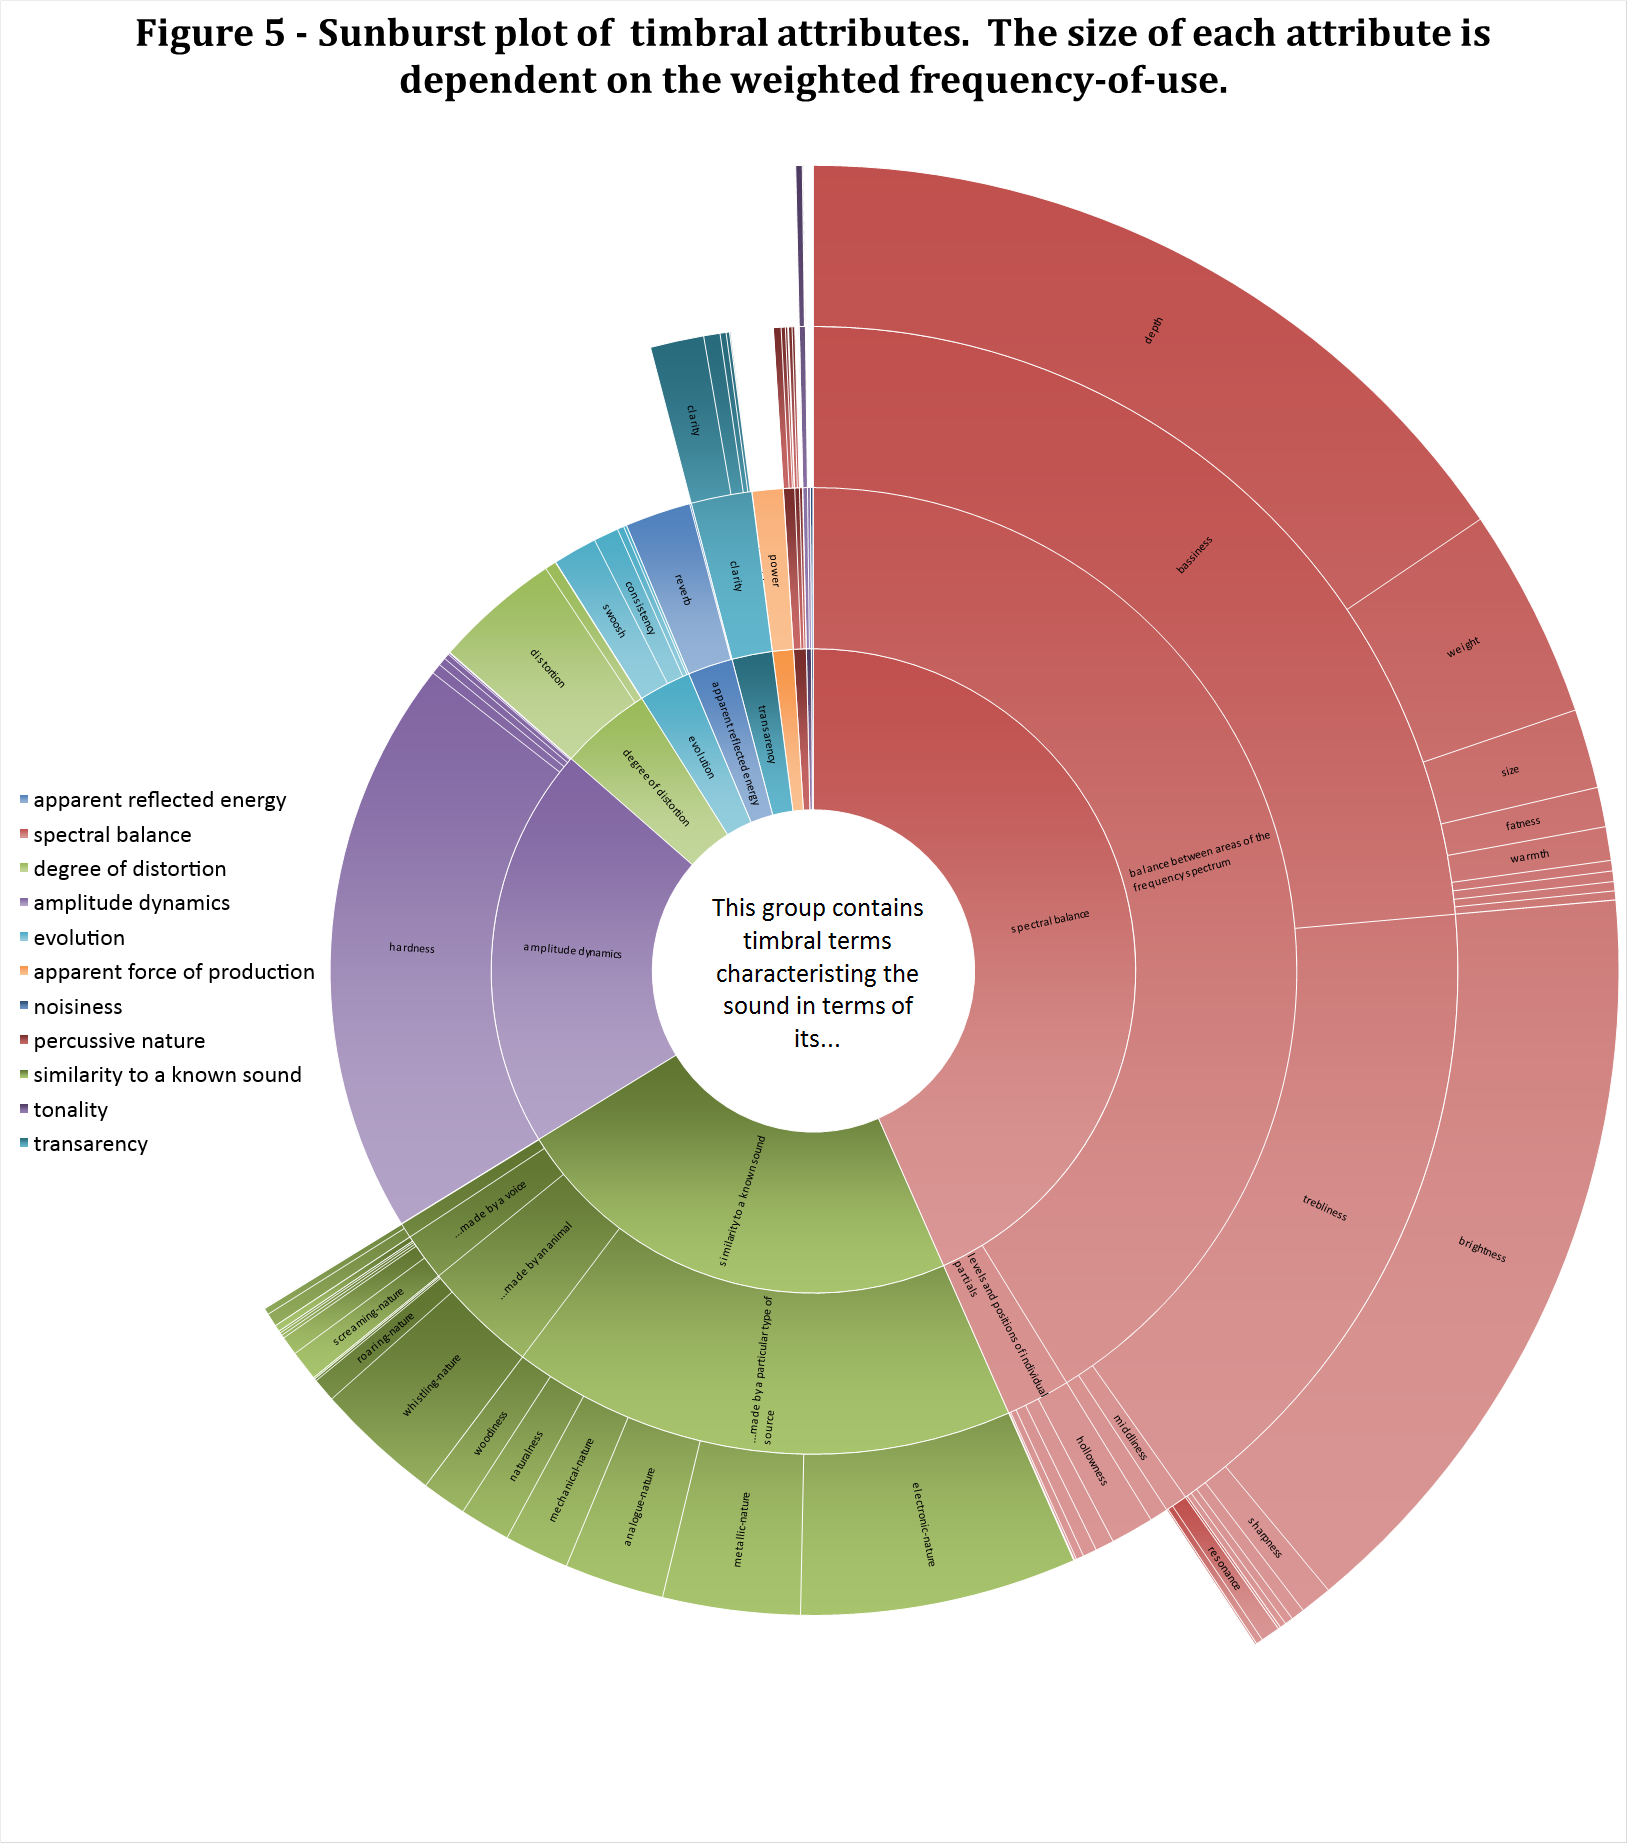 Figure 5 - Sunburst plot of  timbral attributes.  The size of each attribute is
dependent on the weighted frequency-of-use.
apparent reflected energy
spectral balance
degree of distortion
amplitude dynamics
evolution
apparent force of production
noisiness
percussive nature
similarity to a known sound
tonality
transarency
This group contains
timbral terms
characteristing the
sound in terms of
its...
spectral balance
balance between areas of the
frequency spectrum
bassiness
depth
weight
size
fatness
warmth
trebliness
brightness
sharpness
resonance
middliness
levels and positions of individual
partials
hollowness
similarity to a known sound
...made by a particular type of
source
electronic-nature
metallic-nature
analogue-nature
mechanical-nature
naturalness
woodiness
...made by an animal
whistling-nature
roaring-nature
...made by a voice
screaming-nature
amplitude dynamics
hardness
degree of distortion
distortion
evolution
swoosh
consistency
apparent reflected energy
reverb
transarency
clarity
clarity
power